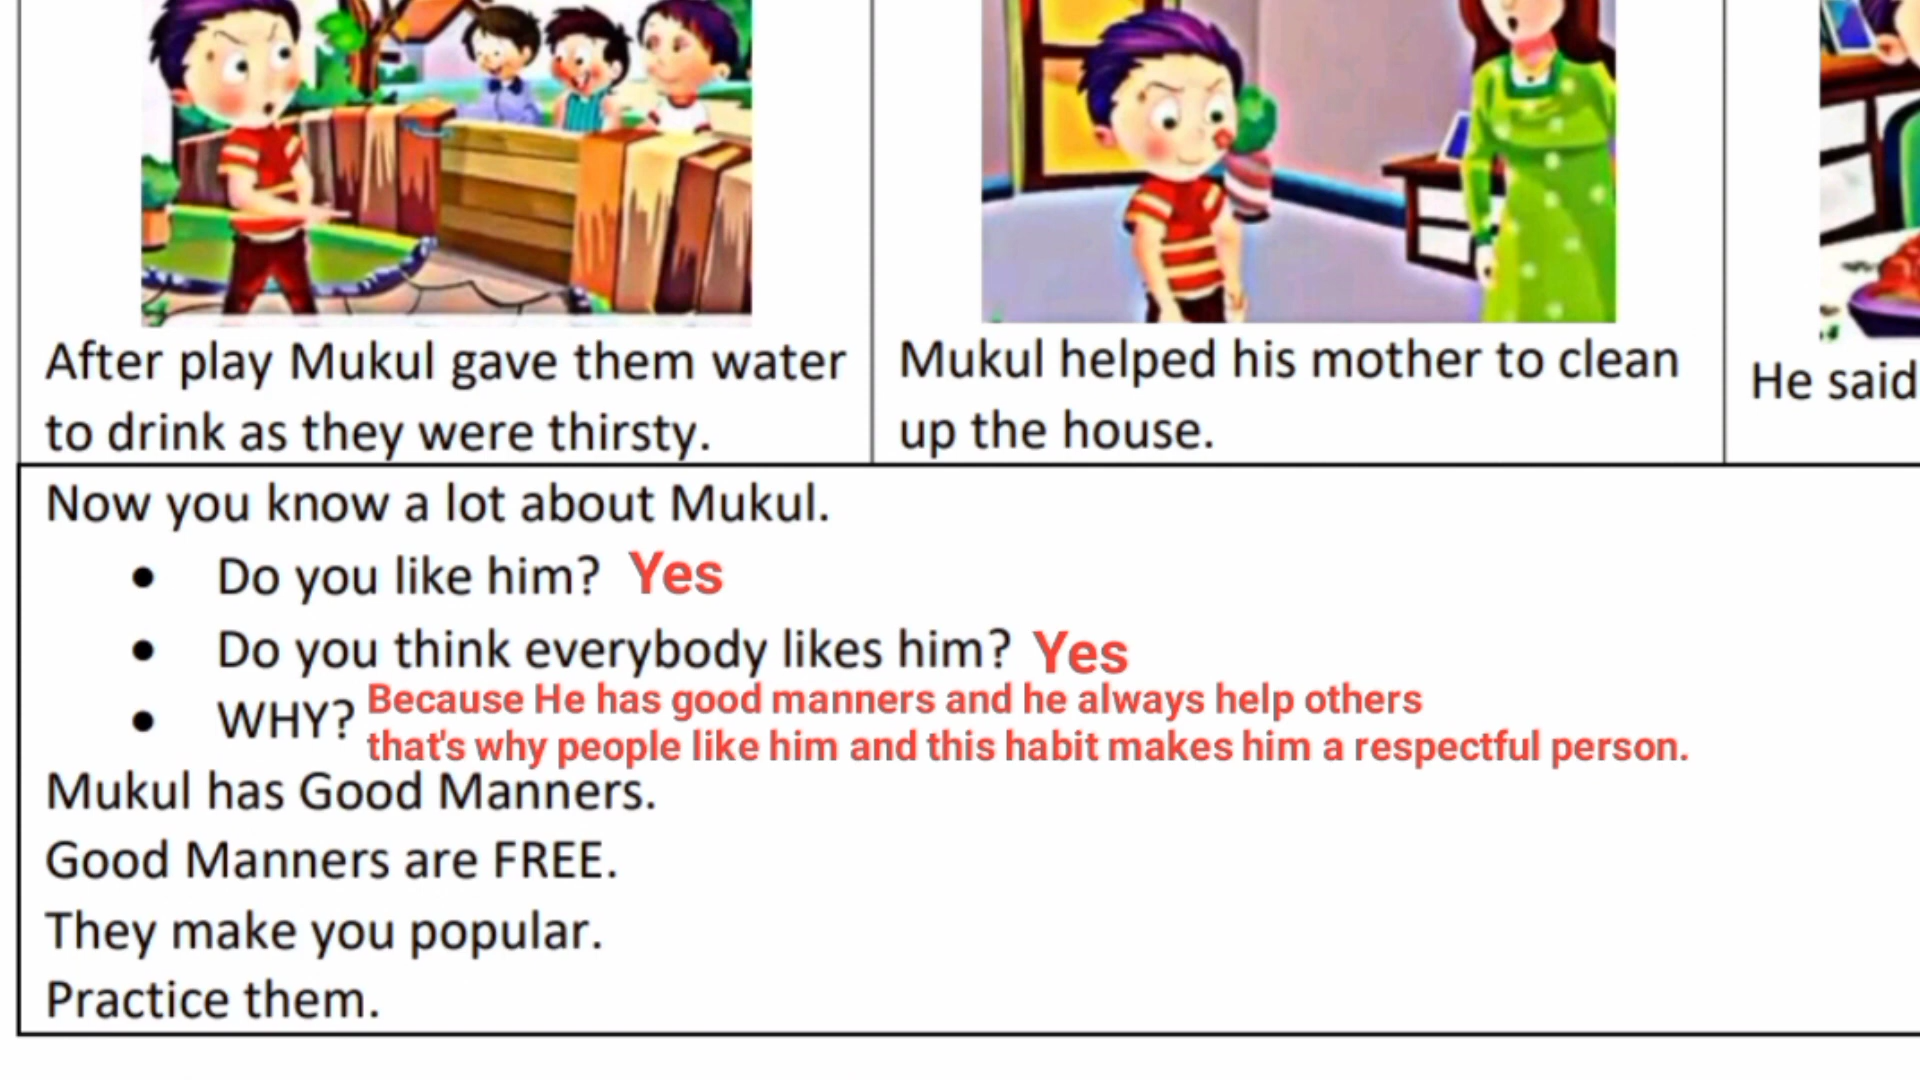 After play Mukul gave them water
to drink as they were thirsty.
Mukul helped his mother to clean
up the house.
He said
Now you know a lot about Mukul.
• Do you like him? Yes
• Do you think everybody likes him? Yes
• WHY? Because He has good manners and he always help others
that's why people like him and this habit makes him a respectful person.
Mukul has Good Manners.
Good Manners are FREE.
They make you popular.
Practice them.